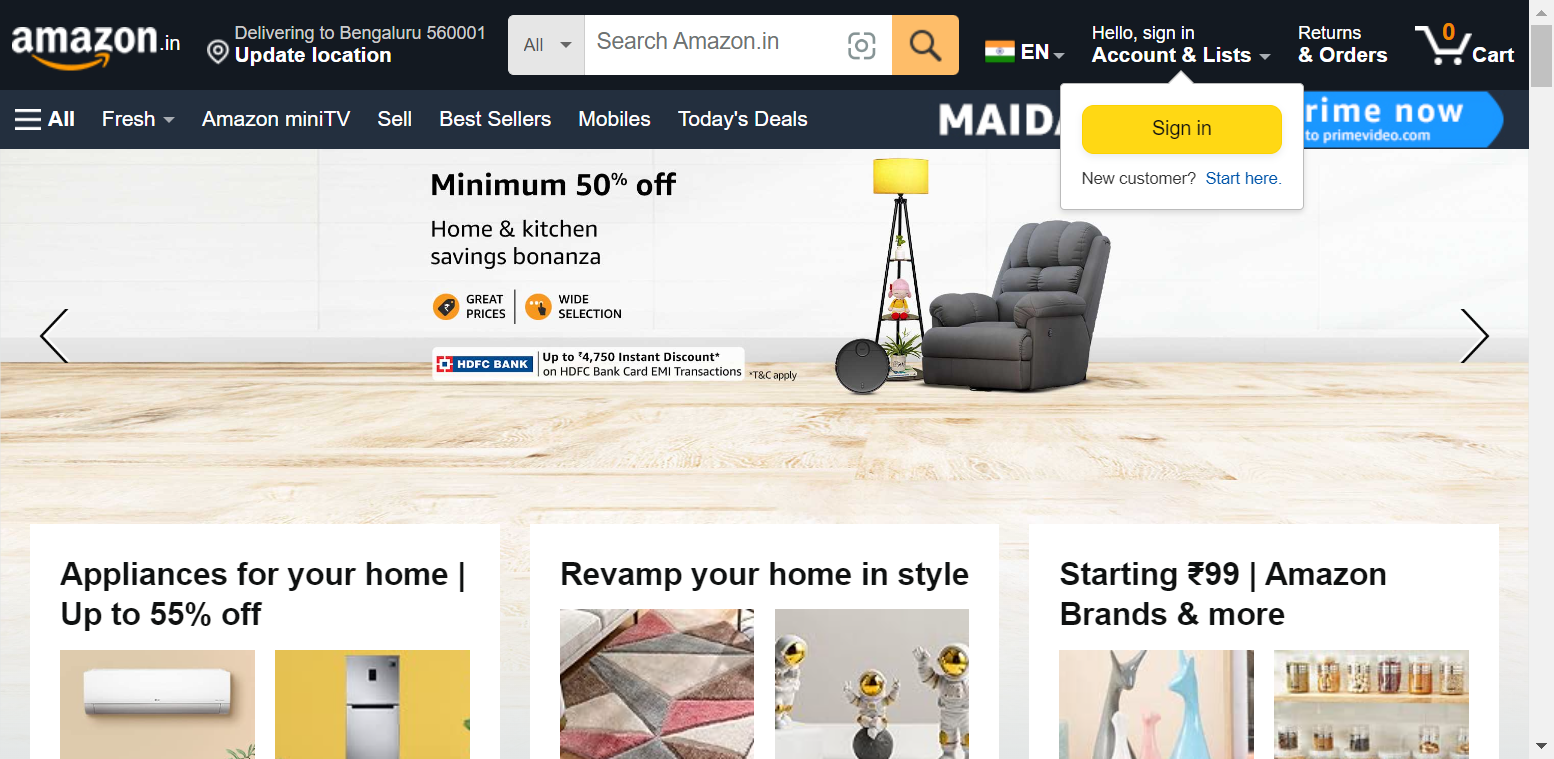 amazon.in
Delivering to Bengaluru 560001
Update location
All
Search Amazon.in
EN
Hello, sign in
Account & Lists
Returns
& Orders
0
Cart
All
Fresh
Amazon miniTV
Sell
Best Sellers
Mobiles
Today's Deals
rime now
to primevideo.com
Sign in
New customer? Start here.
Minimum 50% off
Home & kitchen
savings bonanza
GREAT
PRICES
WIDE
SELECTION
HDFC BANK
Up to ₹4,750 Instant Discount*
on HDFC Bank Card EMI Transactions
*T&C apply
Appliances for your home |
Up to 55% off
Revamp your home in style
Starting ₹99 | Amazon
Brands & more